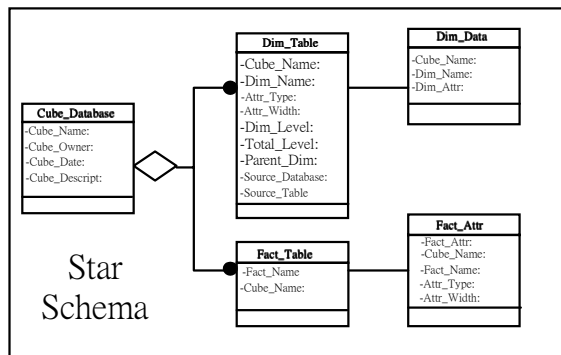 Cube_Database
-Cube_Name:
-Cube_Owner:
-Cube_Date:
-Cube_Descript:
Dim_Table
-Cube_Name:
-Dim_Name:
-Attr_Type:
-Attr_Width:
-Dim_Level:
-Total_Level:
-Parent_Dim:
-Source_Database:
-Source_Table
Dim_Data
-Cube_Name:
-Dim_Name:
-Dim_Attr:
Fact_Table
-Fact_Name
-Cube_Name:
Fact_Attr
-Fact_Attr:
-Cube_Name:
-Fact_Name:
-Attr_Type:
-Attr_Width:
Star
Schema